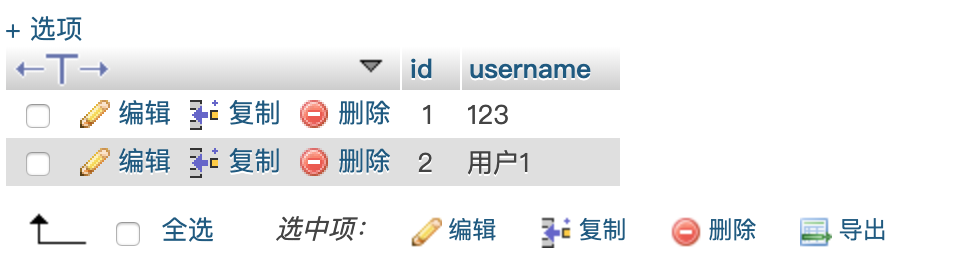 + 选项
←T→ id username
编辑 复制 删除 1 123
编辑 复制 删除 2 用户1
全选 选中项： 编辑 复制 删除 导出